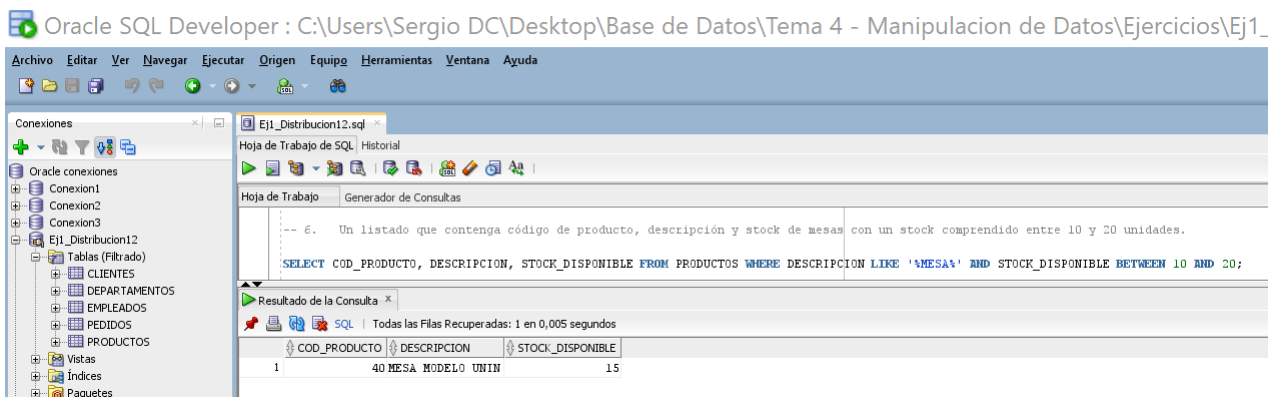 Oracle SQL Developer : C:\Users\Sergio DC\Desktop\Base de Datos\Tema 4 - Manipulacion de Datos\Ejercicios\Ej1_
Archivo Editar Ver Navegar Ejecutar Origen Equipo Herramientas Ventana Ayuda
Conexiones
Oracle conexiones
Conexion1
Conexion2
Conexion3
Ej1_Distribucion12
Tablas (Filtrado)
CLIENTES
DEPARTAMENTOS
EMPLEADOS
PEDIDOS
PRODUCTOS
Vistas
Índices
Paquetes
Ej1_Distribucion12.sql
Hoja de Trabajo de SQL Historial
Hoja de Trabajo Generador de Consultas
-- 6. Un listado que contenga código de producto, descripción y stock de mesas con un stock comprendido entre 10 y 20 unidades.
SELECT COD_PRODUCTO, DESCRIPCION, STOCK_DISPONIBLE FROM PRODUCTOS WHERE DESCRIPCION LIKE '%MESA%' AND STOCK_DISPONIBLE BETWEEN 10 AND 20;
Resultado de la Consulta
SQL | Todas las Filas Recuperadas: 1 en 0,005 segundos
COD_PRODUCTO DESCRIPCION STOCK_DISPONIBLE
1 40 MESA MODELO UNIN 15